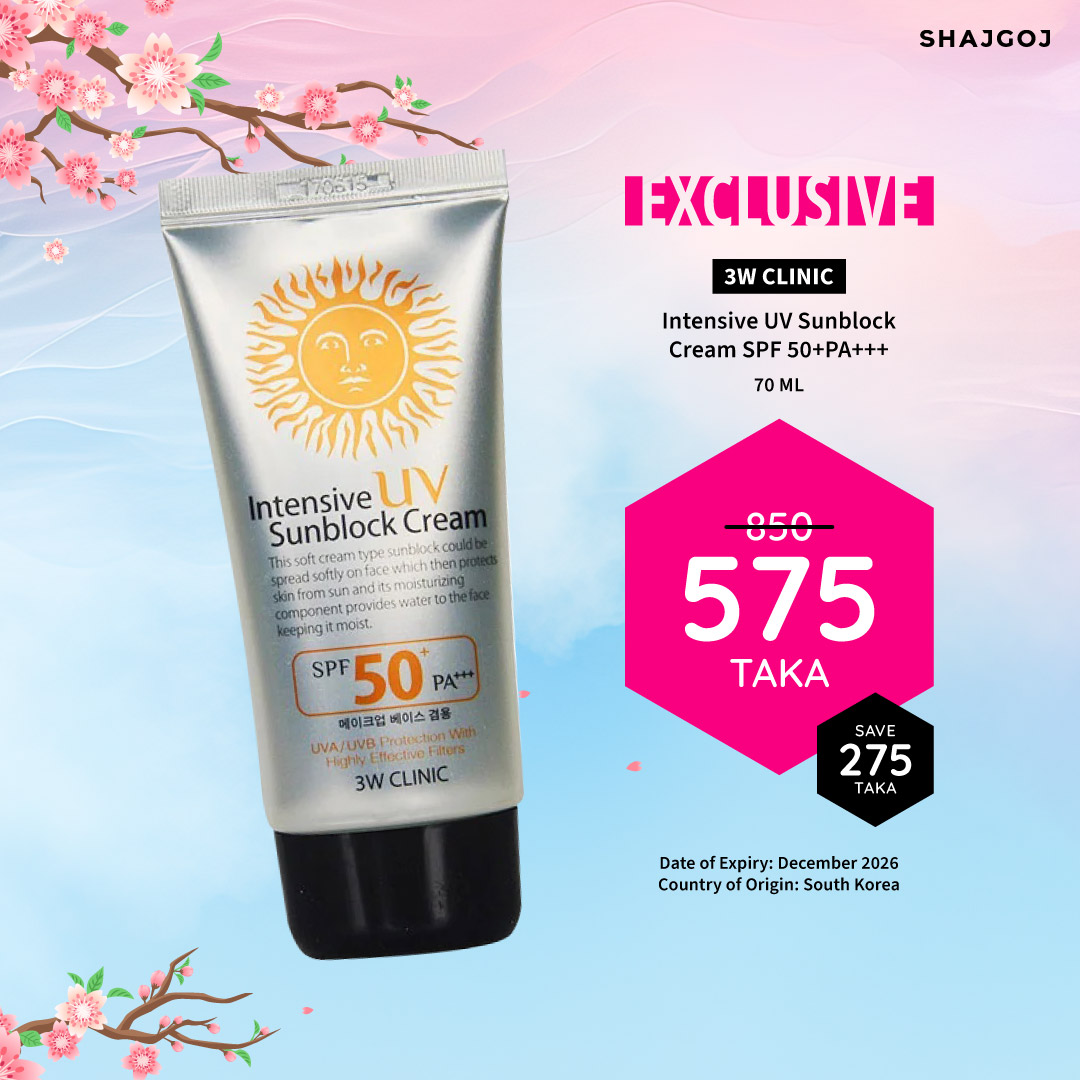 SHAJGOJ
170615
Intensive UV
Sunblock Cream
This soft cream type sunblock could be
spread softly on face which then protects
skin from sun and its moisturizing
component provides water to the face
keeping it moist.
SPF 50+ PA+++
메이크업 베이스 겸용
UVA/UVB Protection With
Highly Effective Filters
3W CLINIC
EXCLUSIVE
3W CLINIC
Intensive UV Sunblock
Cream SPF 50+PA+++
70 ML
850
575
TAKA
SAVE
275
TAKA
Date of Expiry: December 2026
Country of Origin: South Korea